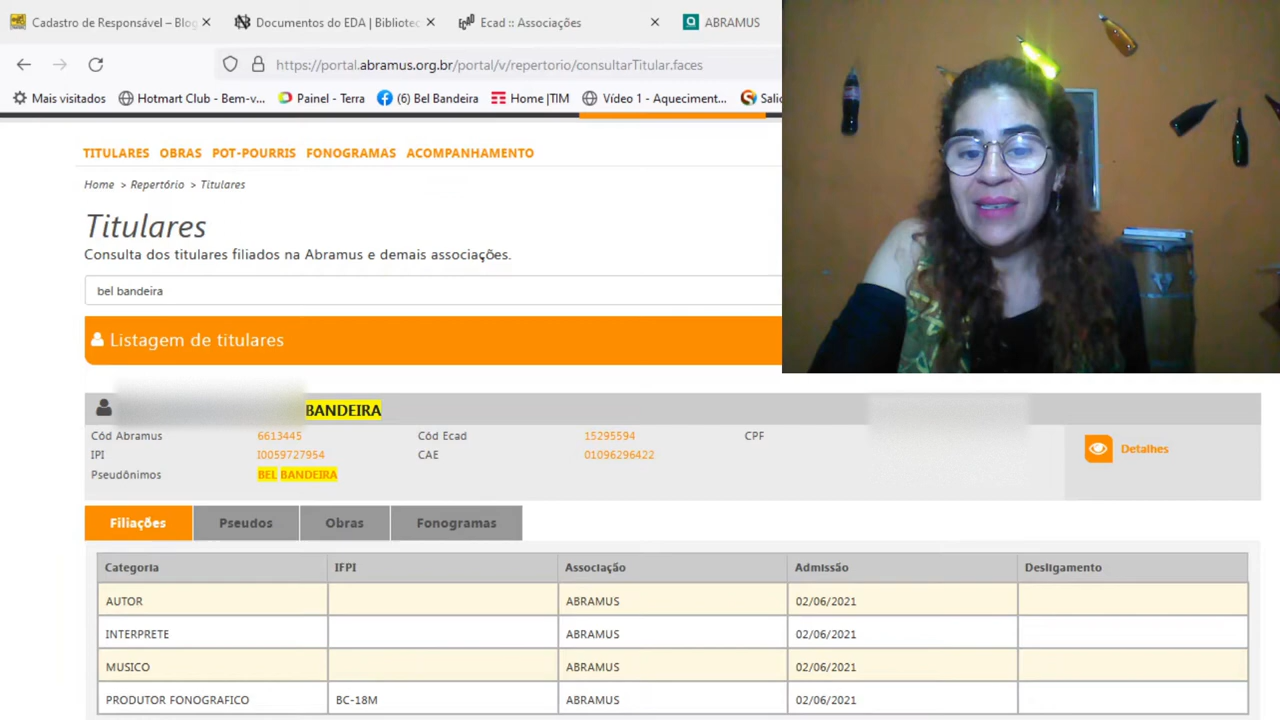 Cadastro de Responsável – Blog
Documentos do EDA | Bibliotec
Ecad :: Associações
ABRAMUS
https://portal.abramus.org.br/portal/v/repertorio/consultarTitular.faces
Mais visitados
Hotmart Club - Bem-v...
Painel - Terra
(6) Bel Bandeira
Home |TIM
Vídeo 1 - Aqueciment...
TITULARES OBRAS POT-POURRIS FONOGRAMAS ACOMPANHAMENTO
Home > Repertório > Titulares
Titulares
Consulta dos titulares filiados na Abramus e demais associações.
bel bandeira
Listagem de titulares
BANDEIRA
Cód Abramus 6613445 Cód Ecad 15295594 CPF
IPI I0059727954 CAE 01096296422
Pseudônimos BEL BANDEIRA
Detalhes
Filiações Pseudos Obras Fonogramas
Categoria IFPI Associação Admissão Desligamento
AUTOR ABRAMUS 02/06/2021
INTERPRETE ABRAMUS 02/06/2021
MUSICO ABRAMUS 02/06/2021
PRODUTOR FONOGRAFICO BC-18M ABRAMUS 02/06/2021